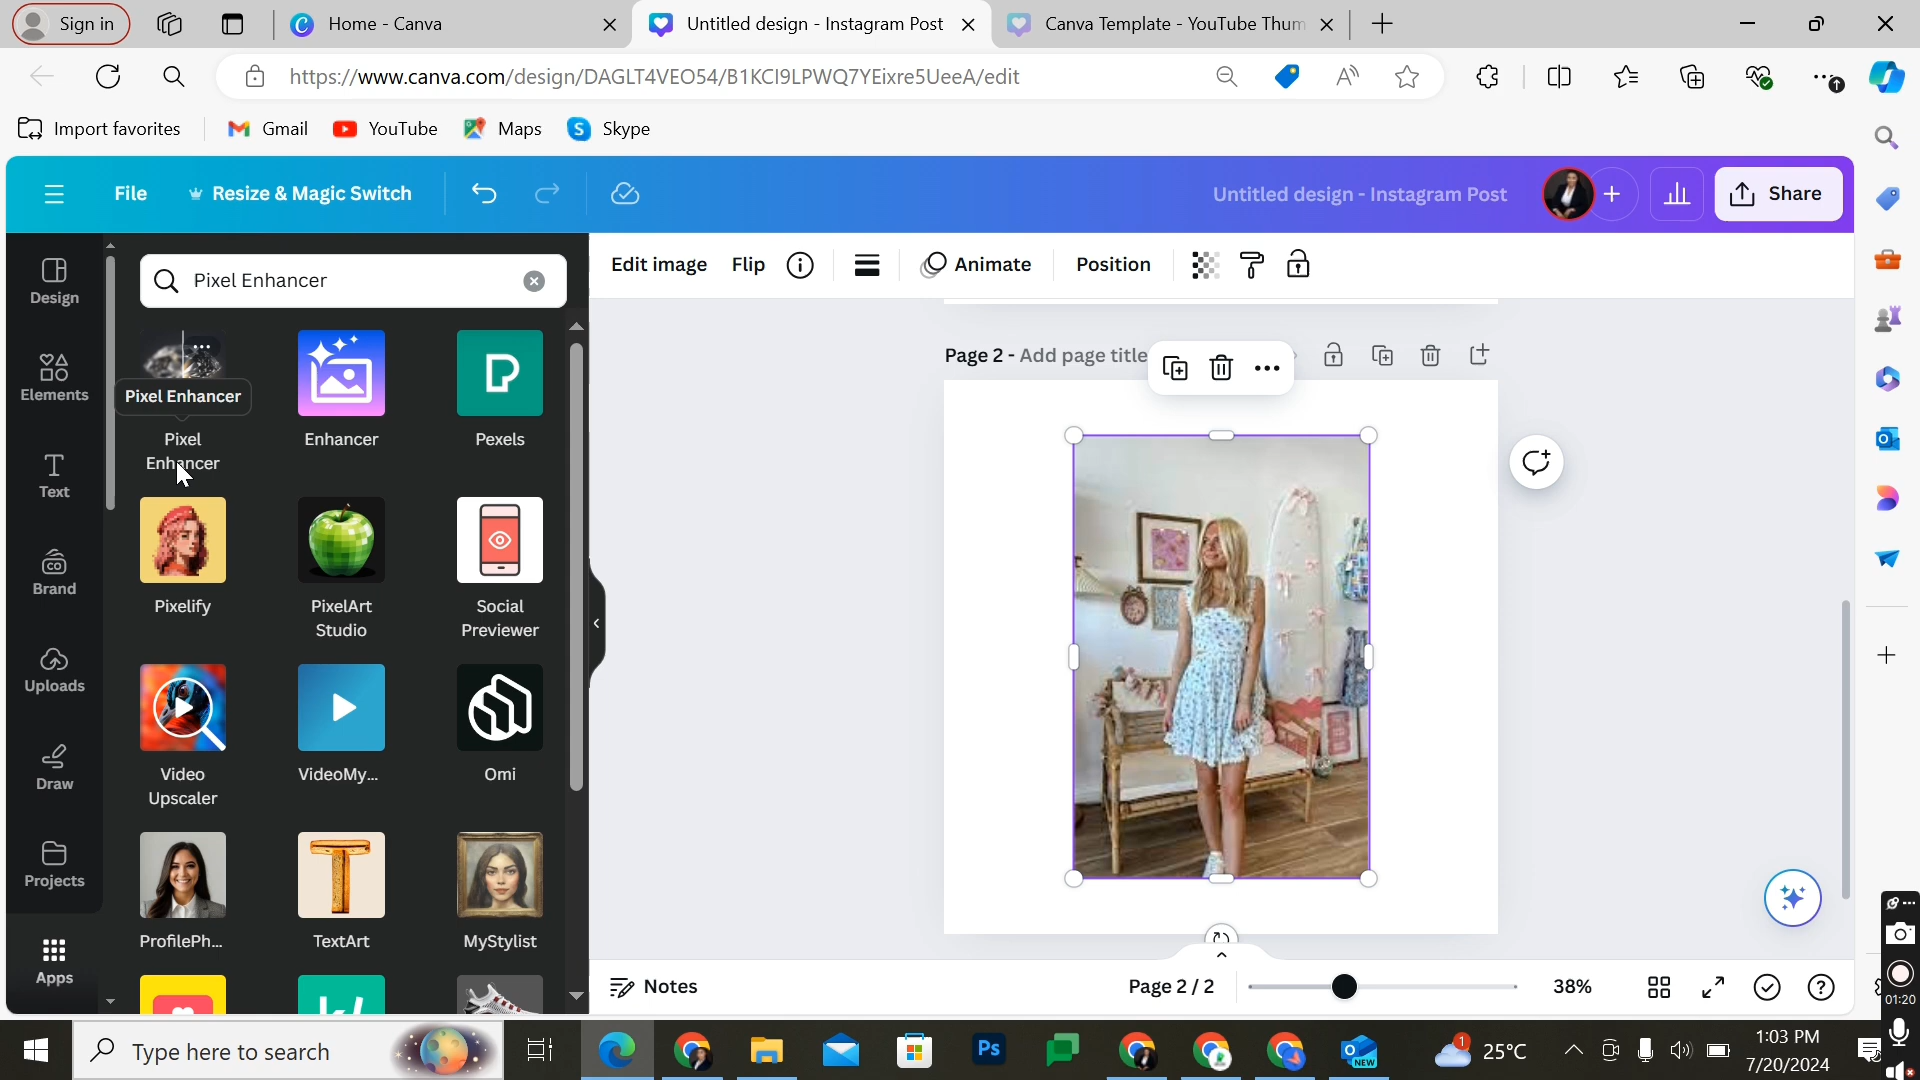 Sign in
Home - Canva
Untitled design - Instagram Post
Canva Template - YouTube Thum
https://www.canva.com/design/DAGLT4VEO54/B1KCI9LPWQ7YEixre5UeeA/edit
Import favorites
Gmail
YouTube
Maps
Skype
File
Resize & Magic Switch
Untitled design - Instagram Post
Share
Design
Elements
Text
Brand
Uploads
Draw
Projects
Apps
Pixel Enhancer
Pixel Enhancer
Pixel
Enhancer
Enhancer
Pexels
Pixelify
PixelArt
Studio
Social
Previewer
Video
Upscaler
VideoMy...
Omi
ProfilePh...
TextArt
MyStylist
Edit image
Flip
Animate
Position
Page 2 - Add page title
Notes
Page 2 / 2
38%
01:20
Type here to search
Ps
NEW
1
25°C
1:03 PM
7/20/2024